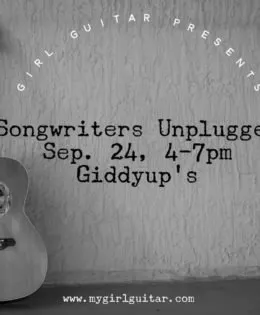 GIRL GUITAR PRESENTS
Songwriters Unplugge
Sep. 24, 4-7pm
Giddyup's
www.mygirlguitar.com